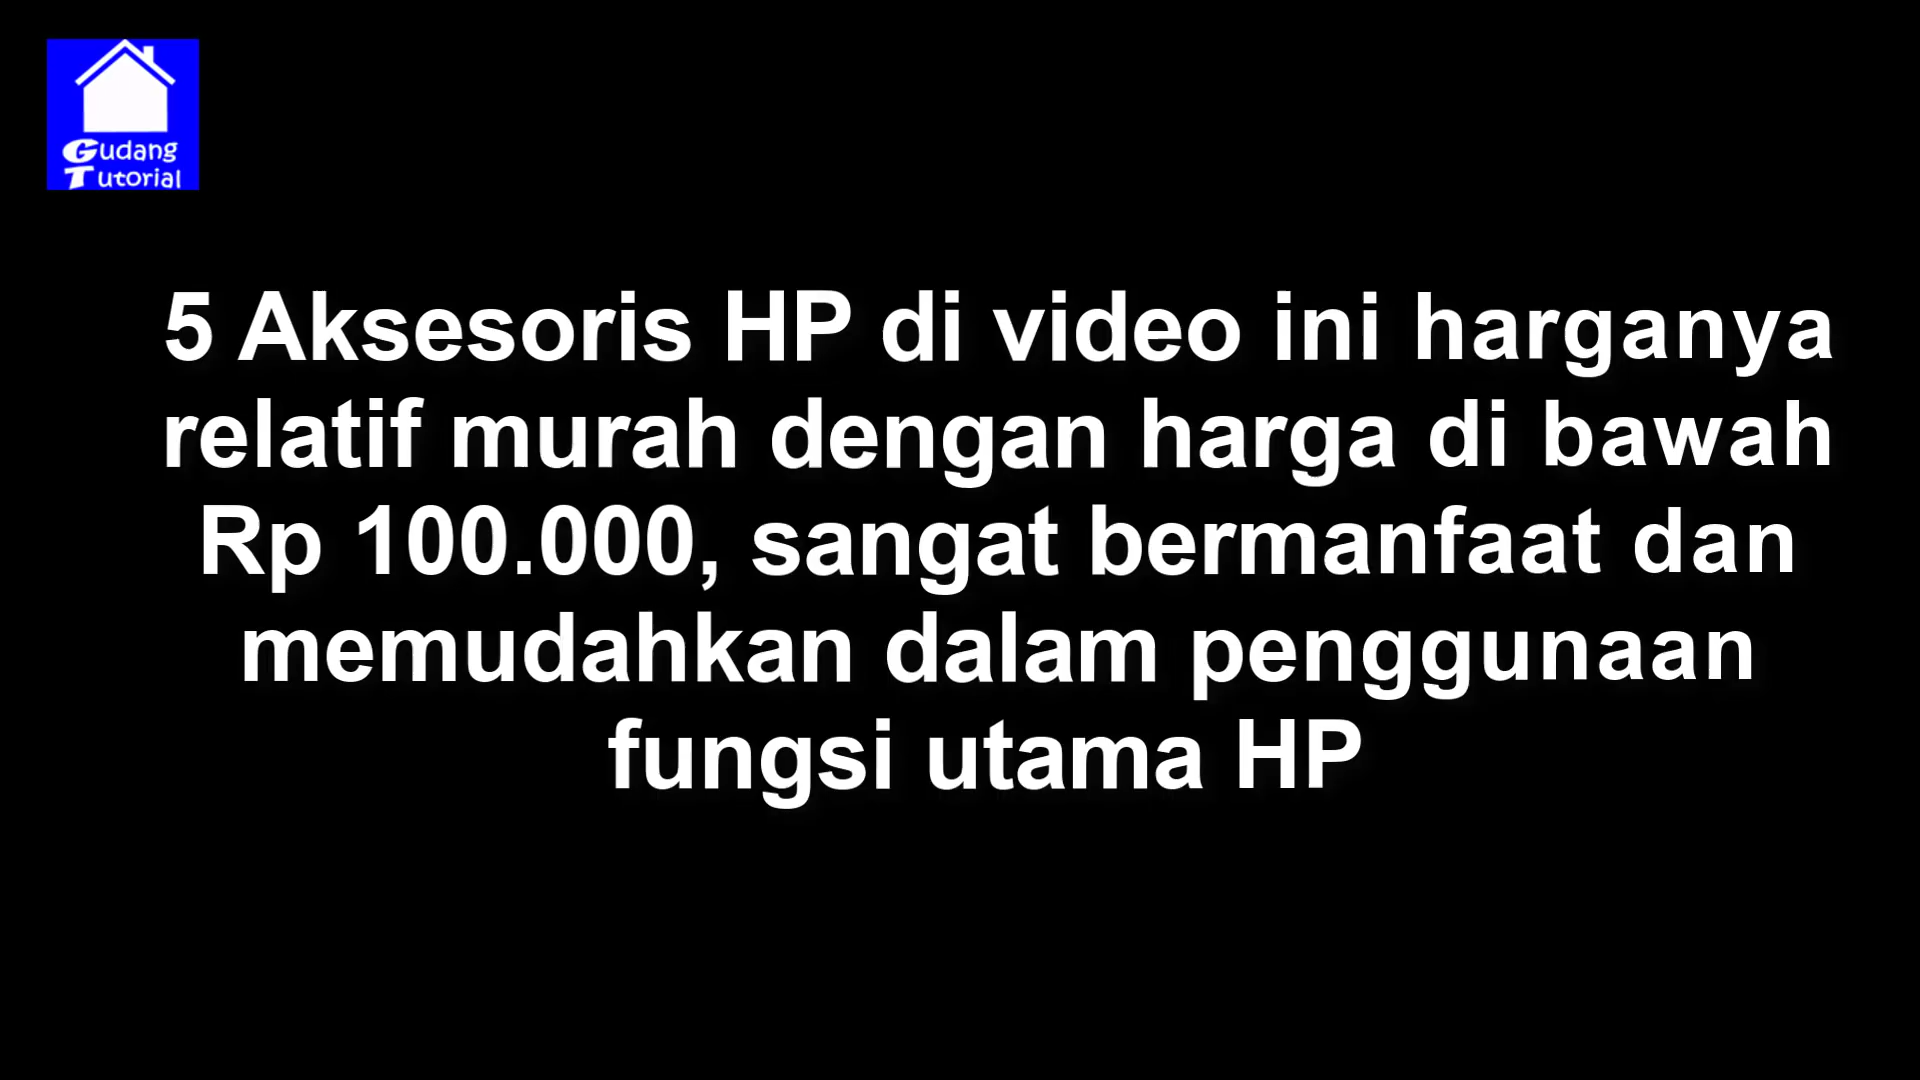 Gudang
Tutorial
5 Aksesoris HP di video ini harganya
relatif murah dengan harga di bawah
Rp 100.000, sangat bermanfaat dan
memudahkan dalam penggunaan
fungsi utama HP